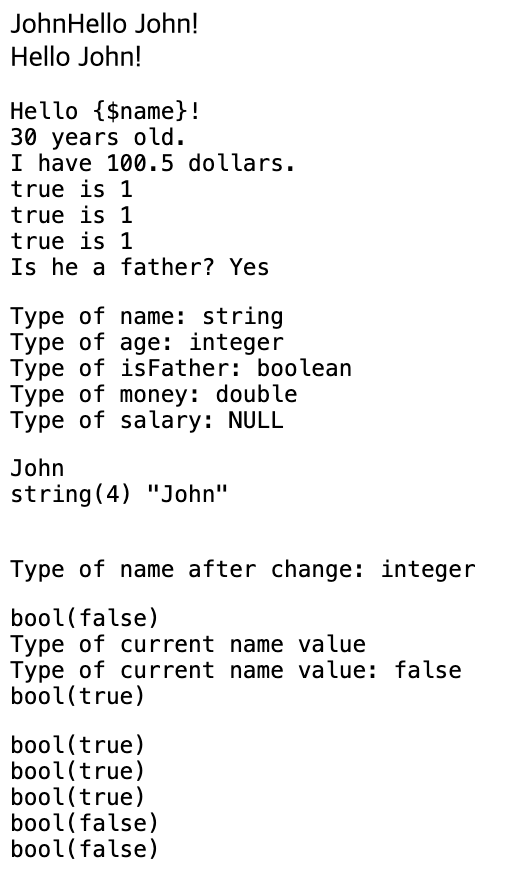 JohnHello John!
Hello John!
Hello {$name}!
30 years old.
I have 100.5 dollars.
true is 1
true is 1
true is 1
Is he a father? Yes
Type of name: string
Type of age: integer
Type of isFather: boolean
Type of money: double
Type of salary: NULL
John
string(4) "John"
Type of name after change: integer
bool(false)
Type of current name value
Type of current name value: false
bool(true)
bool(true)
bool(true)
bool(true)
bool(false)
bool(false)